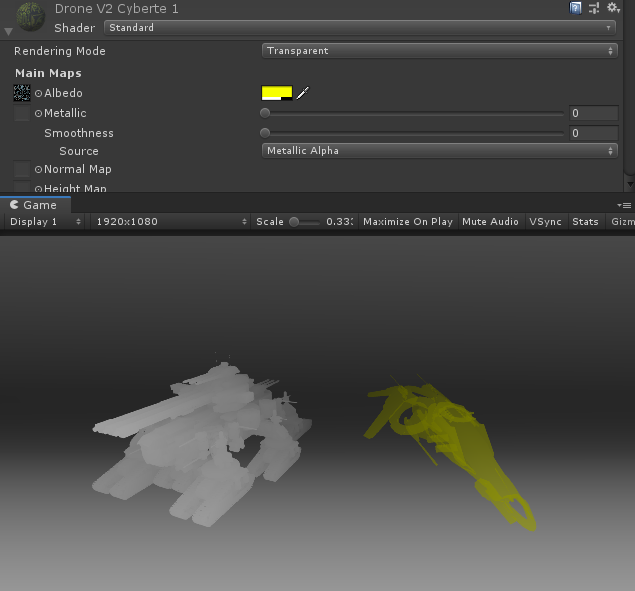 Drone V2 Cyberte 1
Shader Standard
Rendering Mode Transparent
Main Maps
Albedo
Metallic 0
Smoothness 0
Source Metallic Alpha
Normal Map
Height Map
Game
Display 1 1920x1080 Scale 0.33 Maximize On Play Mute Audio VSync Stats Gizm